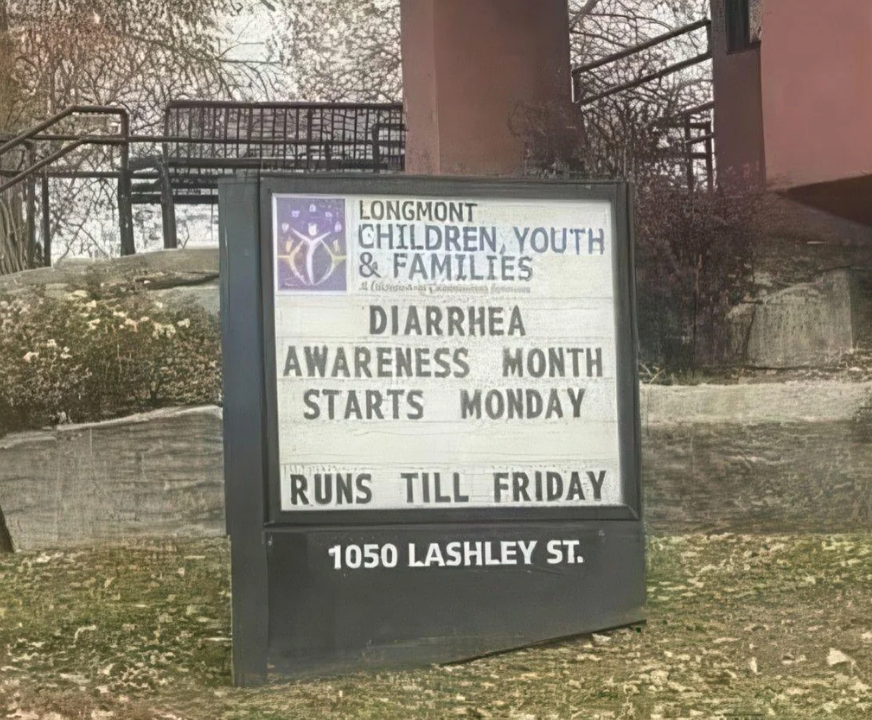 LONGMONT
CHILDREN, YOUTH
& FAMILIES
DIARRHEA
AWARENESS MONTH
STARTS MONDAY
RUNS TILL FRIDAY
1050 LASHLEY ST.